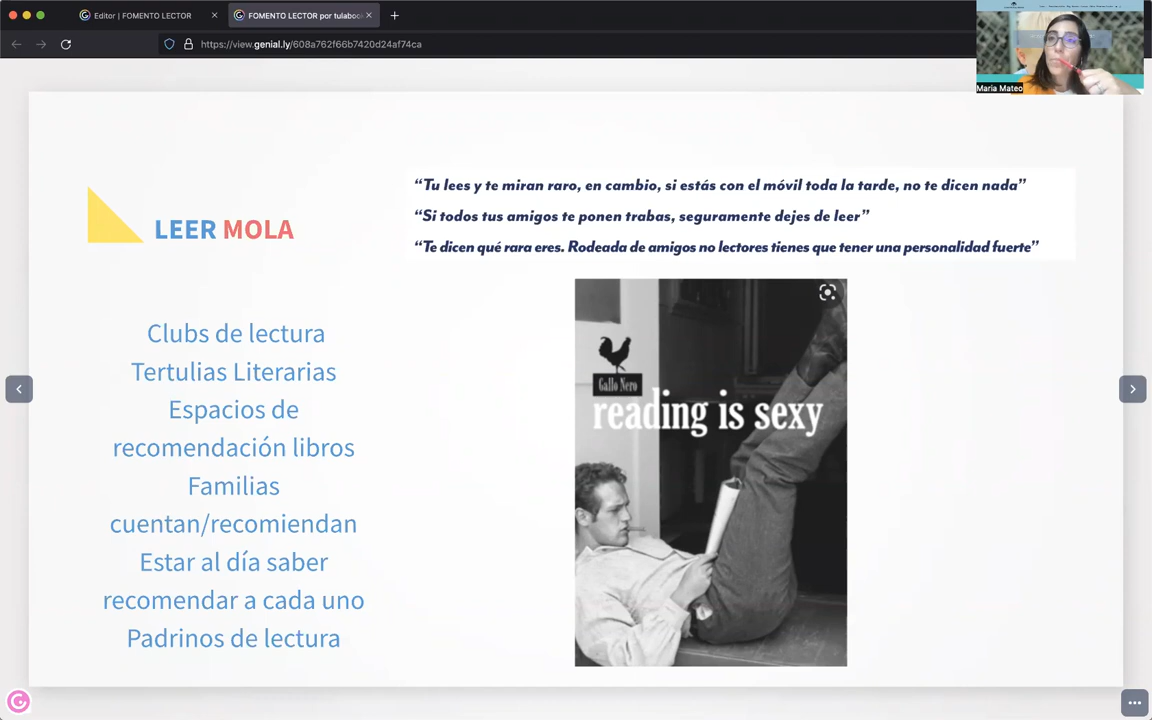 Editor | FOMENTO LECTOR
FOMENTO LECTOR por tulaboc
https://view.genial.ly/608a762f66b7420d24af74ca
Maria Mateo
LEER MOLA
“Tu lees y te miran raro, en cambio, si estás con el móvil toda la tarde, no te dicen nada”
“Si todos tus amigos te ponen trabas, seguramente dejes de leer”
“Te dicen qué rara eres. Rodeada de amigos no lectores tienes que tener una personalidad fuerte”
Clubs de lectura
Tertulias Literarias
Espacios de
recomendación libros
Familias
cuentan/recomiendan
Estar al día saber
recomendar a cada uno
Padrinos de lectura
Gallo Nero
reading is sexy